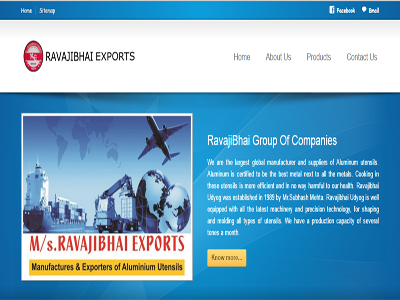 Home | Sitemap
Facebook Email
RAVAJIBHAI EXPORTS
Home About Us Products Contact Us
RavajiBhai Group Of Companies
We are the largest global manufacturer and suppliers of Aluminum utensils.
Aluminum is certified to be the best metal next to all the metals. Cooking in
these utensils is more efficient and in no way harmful to our health. Ravajibhai
Udyog was established in 1985 by Mr.Subhash Mehta. Ravajibhai Udyog is well
equipped with all the latest machinery and precision technology, for shaping
and molding all types of utensils. We have a production capacity of several
tones a month.
Know more...
M/s.RAVAJIBHAI EXPORTS
Manufactures & Exporters of Aluminium Utensils